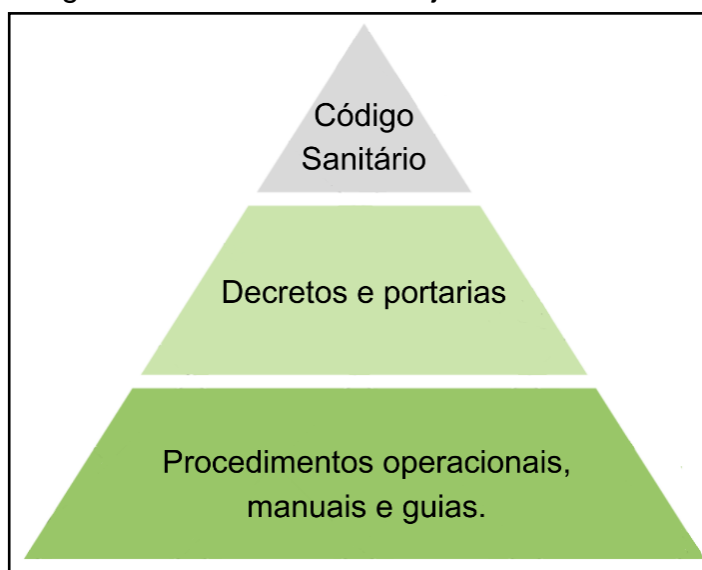 Código
Sanitário
Decretos e portarias
Procedimentos operacionais,
manuais e guias.